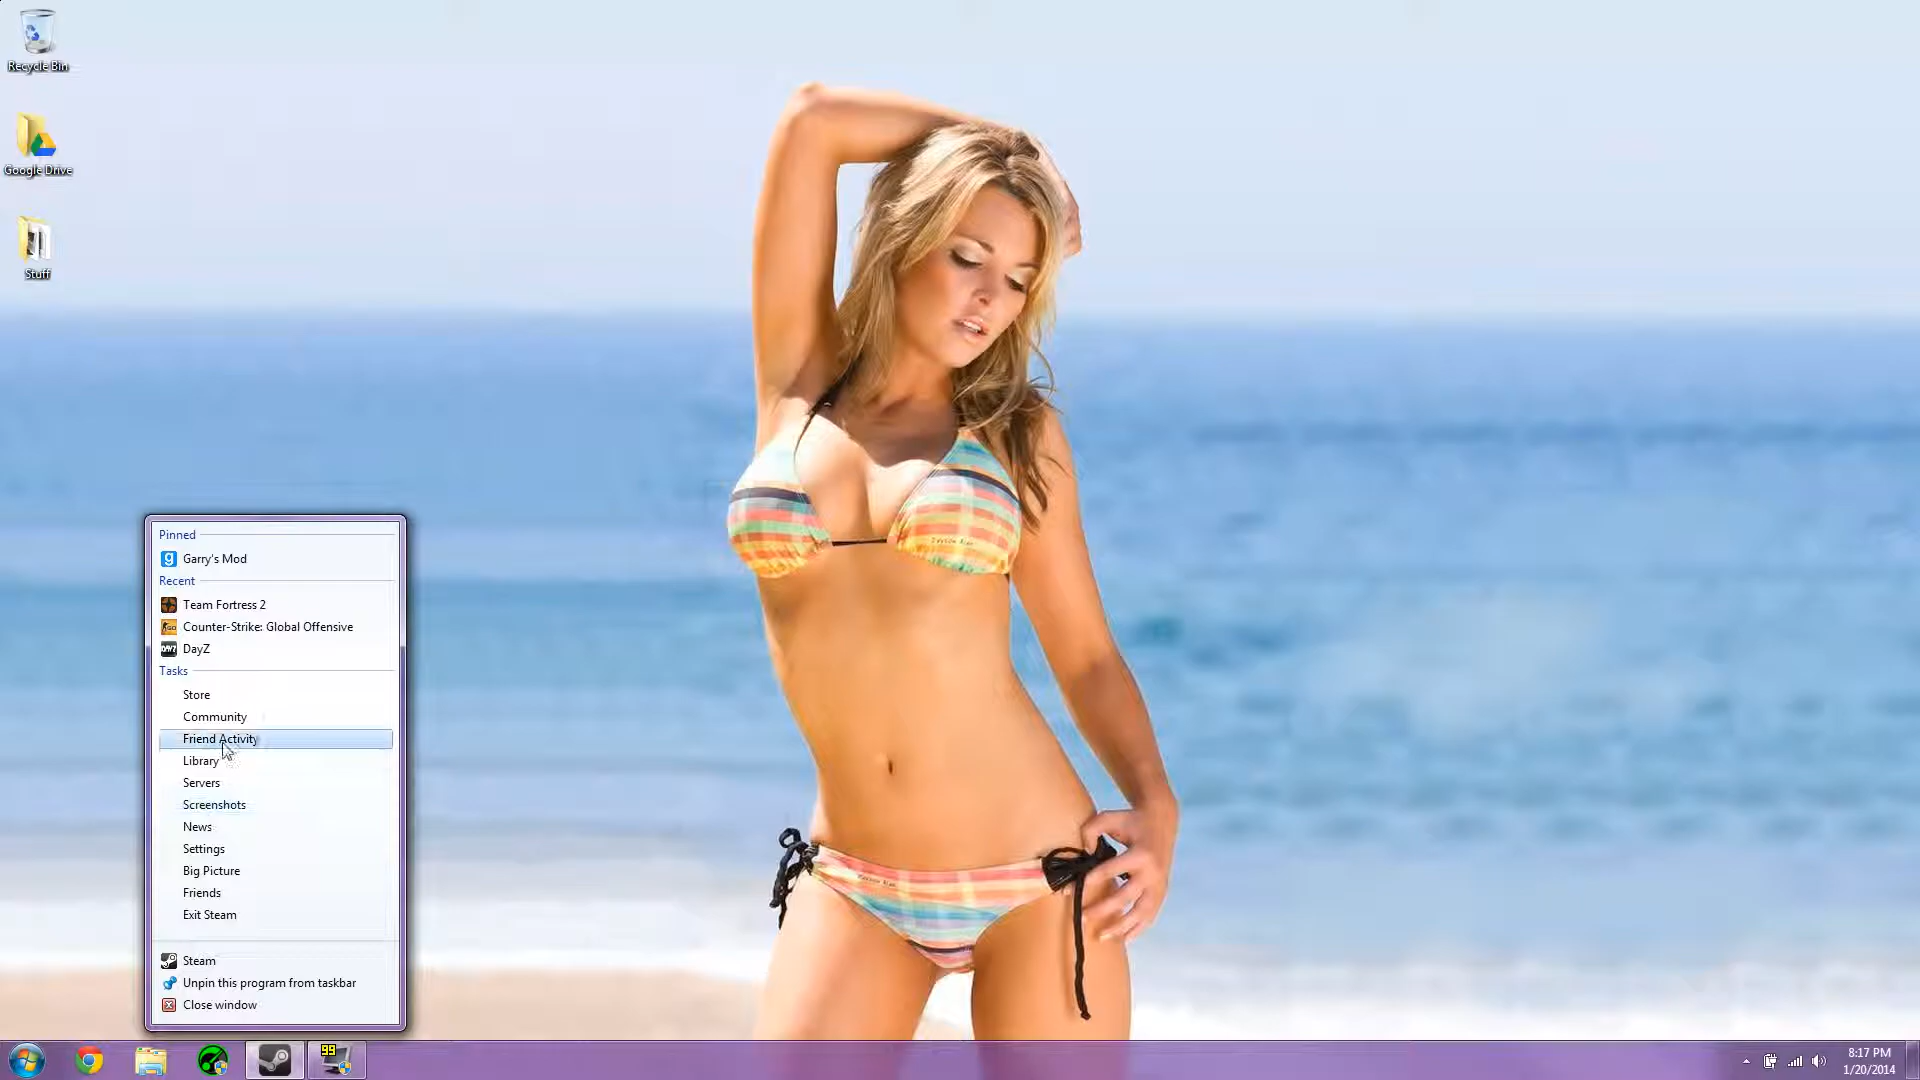 Recycle Bin
Google Drive
Stuff
Pinned
Garry's Mod
Recent
Team Fortress 2
Counter-Strike: Global Offensive
DayZ
Tasks
Store
Community
Friend Activity
Library
Servers
Screenshots
News
Settings
Big Picture
Friends
Exit Steam
Steam
Unpin this program from taskbar
Close window
99
8:17 PM
1/20/2014